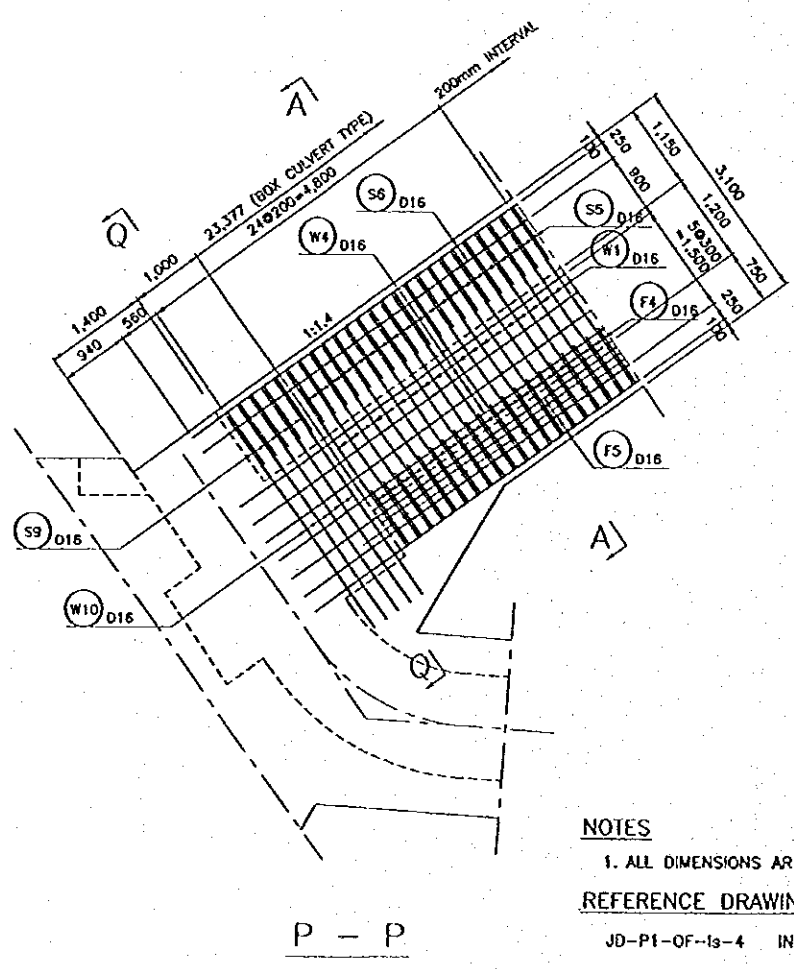 200mm INTERVAL
A
23,377 (BOX CULVERT TYPE)
24@200=4,800
Q
1,000
1,400
560
940
S6 D16
W4 D16
S5 D16
W1 D16
F4 D16
F5 D16
1:1.4
100
250
900
1,150
3,100
1,200
5@300
=1,500
750
250
100
S9 D16
W10 D16
A
Q
NOTES
1. ALL DIMENSIONS AR
REFERENCE DRAWIN
JD-P1-OF-1s-4 IN
P - P